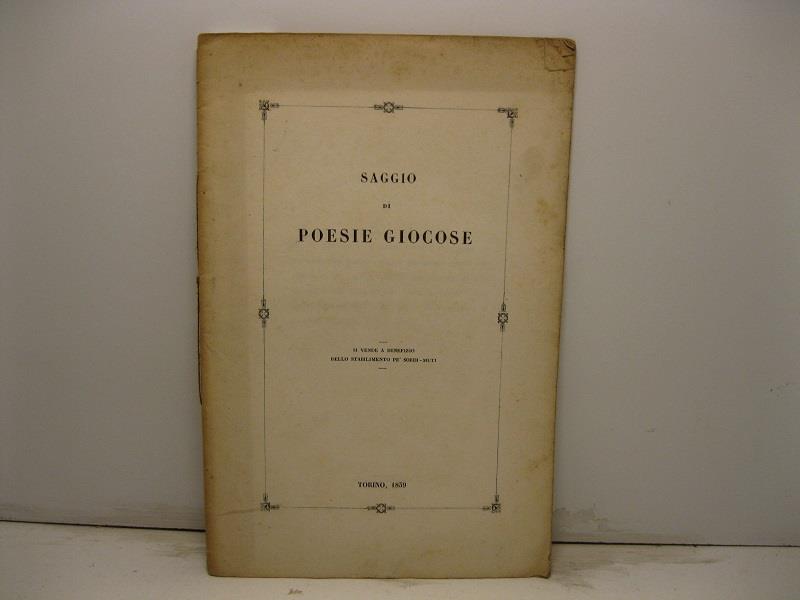 SAGGIO
DI
POESIE GIOCOSE
SI VENDE A BENEFIZIO
DELLO STABILIMENTO PE' SORDI-MUTI
TORINO, 1859